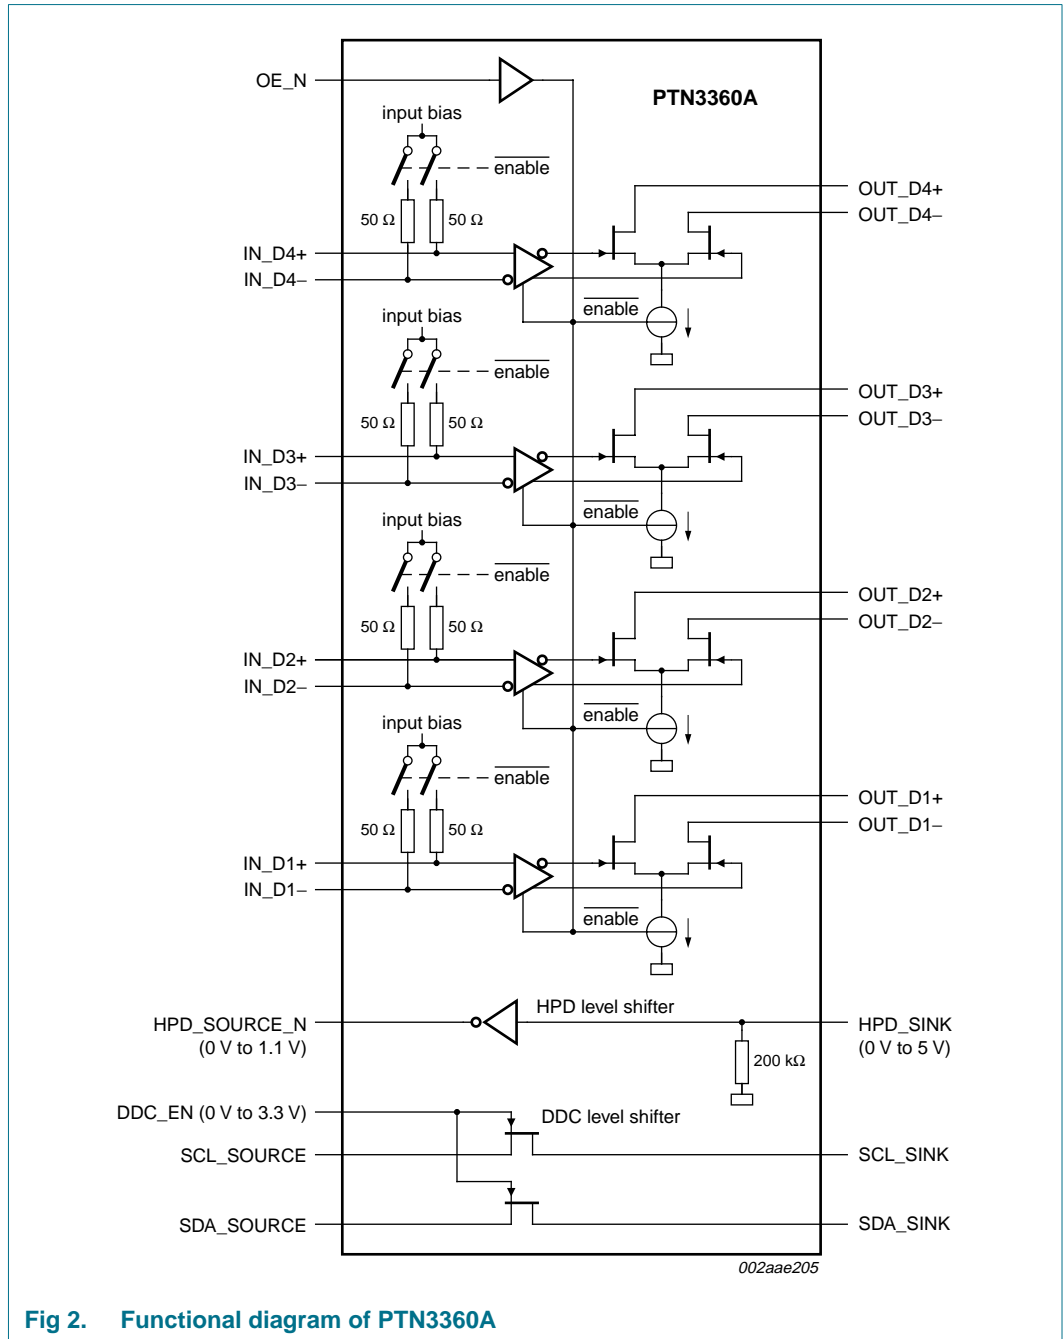 OE_N
PTN3360A
input bias
enable
50 Ω 50 Ω
OUT_D4+
OUT_D4−
IN_D4+
IN_D4−
enable
input bias
enable
50 Ω 50 Ω
OUT_D3+
OUT_D3−
IN_D3+
IN_D3−
enable
input bias
enable
50 Ω 50 Ω
OUT_D2+
OUT_D2−
IN_D2+
IN_D2−
enable
input bias
enable
50 Ω 50 Ω
OUT_D1+
OUT_D1−
IN_D1+
IN_D1−
enable
HPD level shifter
HPD_SOURCE_N
(0 V to 1.1 V)
HPD_SINK
(0 V to 5 V)
200 kΩ
DDC_EN (0 V to 3.3 V)
DDC level shifter
SCL_SOURCE
SCL_SINK
SDA_SOURCE
SDA_SINK
002aae205
Fig 2. Functional diagram of PTN3360A